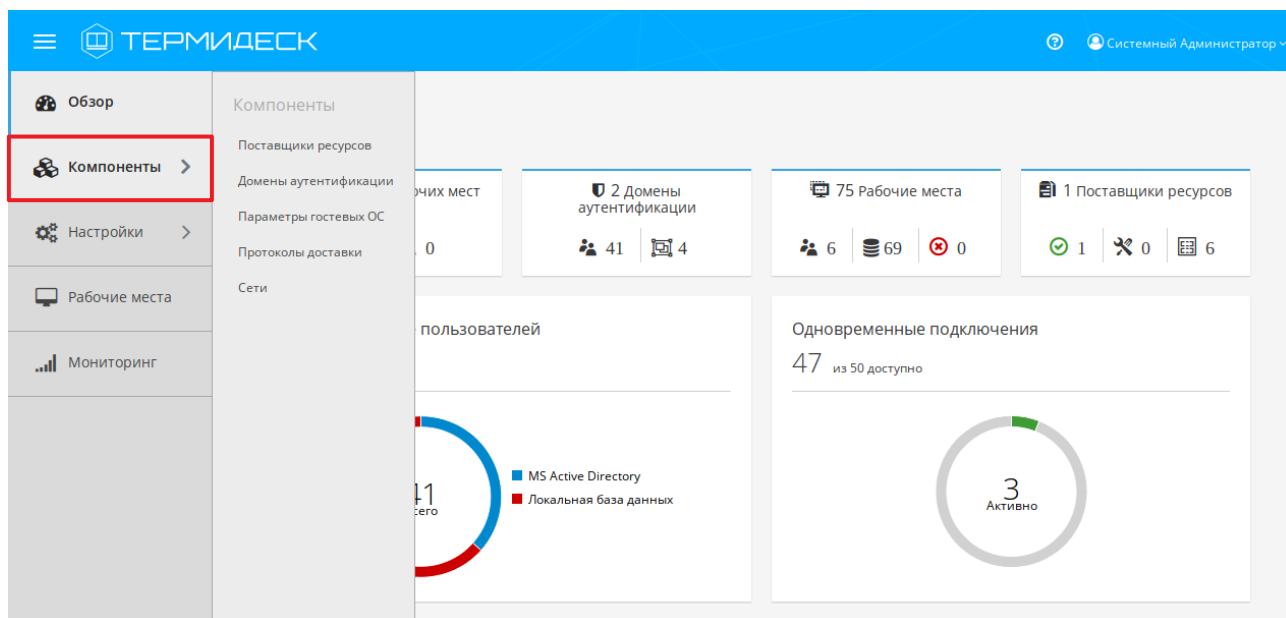 ТЕРМИДЕСК
Системный Администратор
Обзор
Компоненты
Настройки
Рабочие места
Мониторинг
Компоненты
Поставщики ресурсов
Домены аутентификации
Параметры гостевых ОС
Протоколы доставки
Сети
мест
0
2 Домены
аутентификации
41 4
75 Рабочие места
6 69 0
1 Поставщики ресурсов
1 0 6
пользователей
MS Active Directory
Локальная база данных
Одновременные подключения
47 из 50 доступно
3
Активно